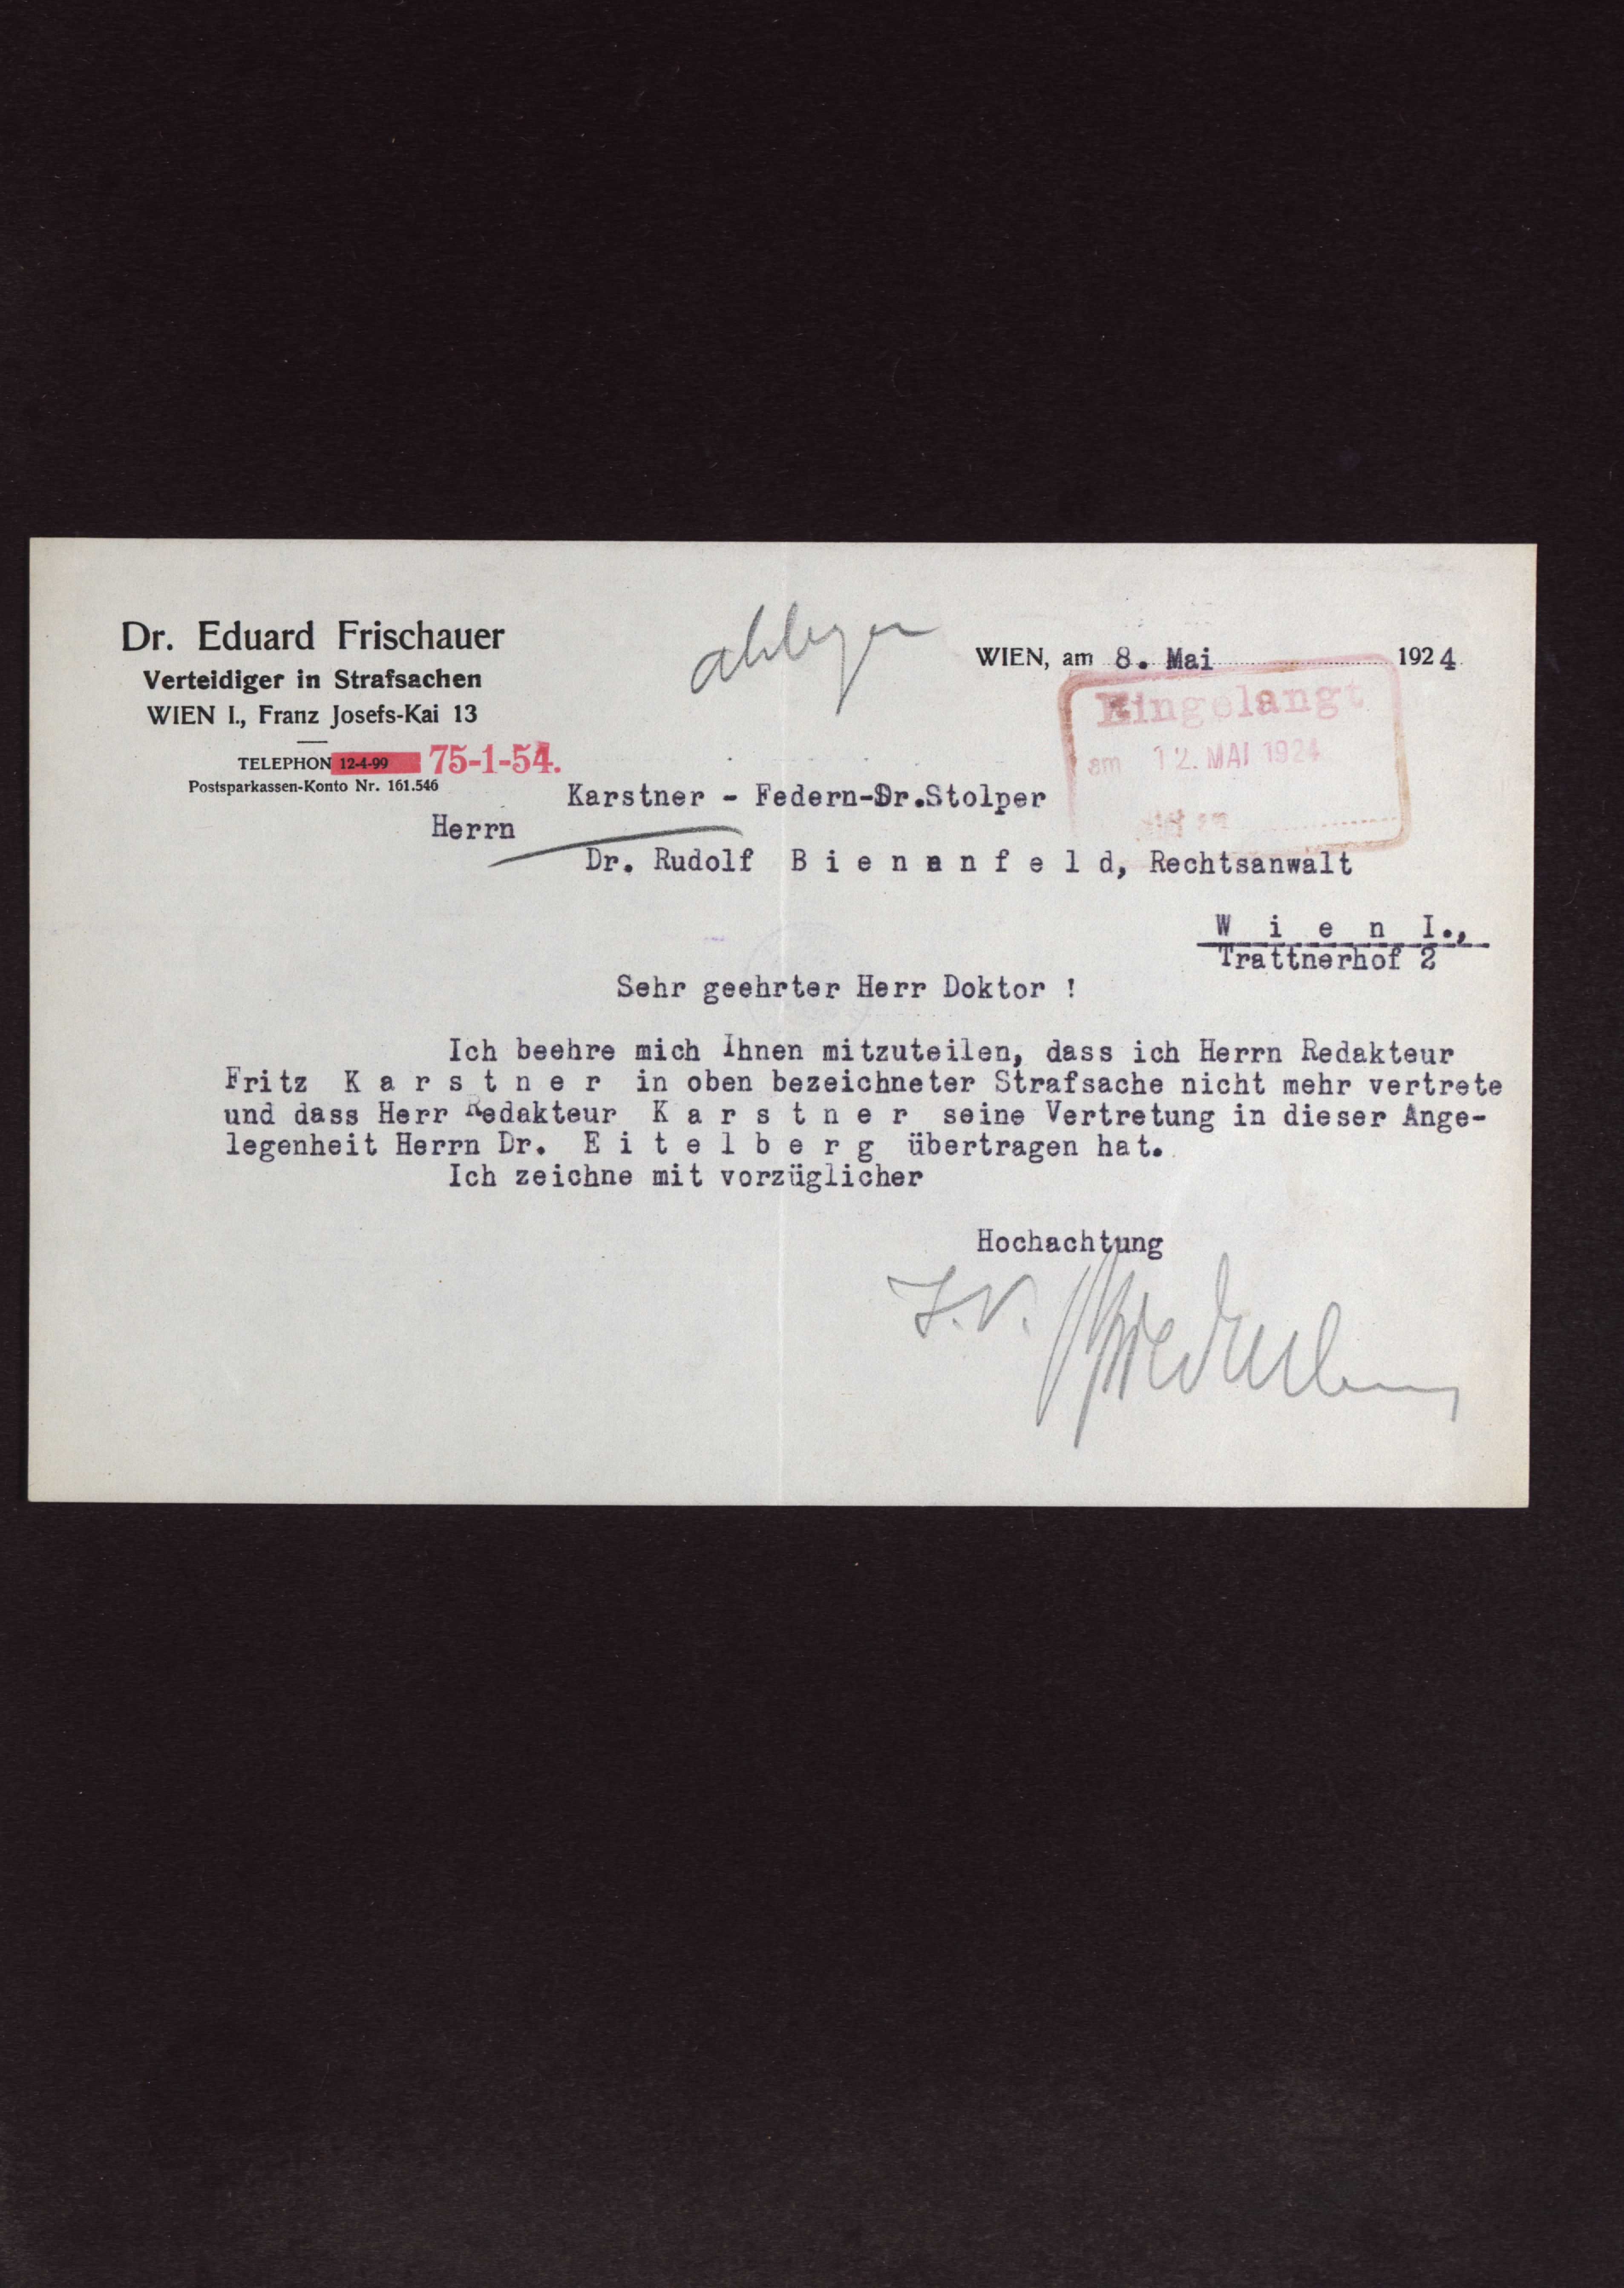 Dr. Eduard Frischauer
Verteidiger in Strafsachen
WIEN I., Franz Josefs-Kai 13
TELEPHON 12-4-99 75-1-54.
Postsparkassen-Konto Nr. 161.546
ablegen
WIEN, am 8. Mai 1924
Eingelangt
am 12. MAI 1924
Karstner - Federn-Dr.Stolper
Herrn
Dr. Rudolf B i e n e n f e l d, Rechtsanwalt
W i e n I.,
Trattnerhof 2
Sehr geehrter Herr Doktor !
Ich beehre mich Ihnen mitzuteilen, dass ich Herrn Redakteur
Fritz K a r s t n e r in oben bezeichneter Strafsache nicht mehr vertrete
und dass Herr Redakteur K a r s t n e r seine Vertretung in dieser Ange-
legenheit Herrn Dr. E i t e l b e r g übertragen hat.
Ich zeichne mit vorzüglicher
Hochachtung
I.V.